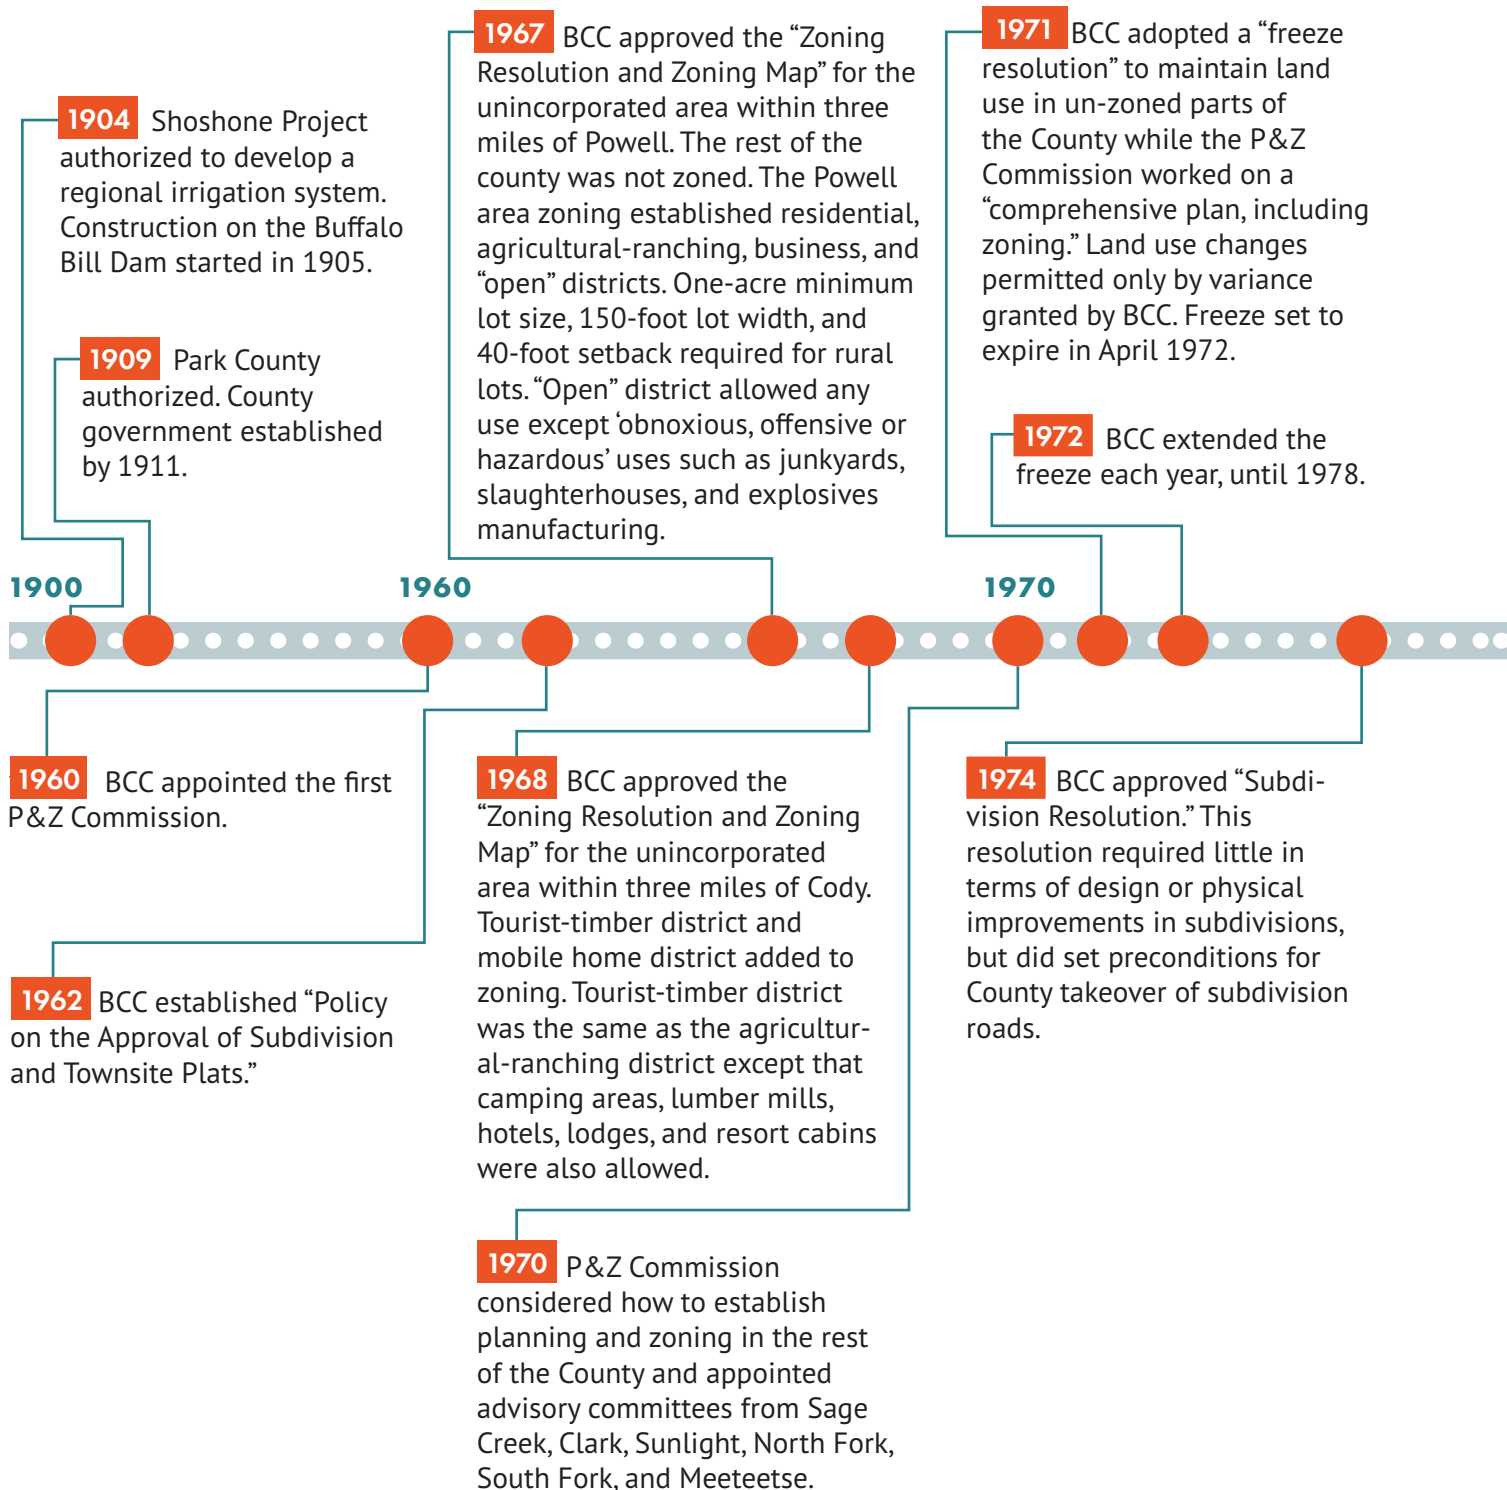 1904 Shoshone Project
authorized to develop a
regional irrigation system.
Construction on the Buffalo
Bill Dam started in 1905.
1909 Park County
authorized. County
government established
by 1911.
1967 BCC approved the “Zoning
Resolution and Zoning Map” for the
unincorporated area within three
miles of Powell. The rest of the
county was not zoned. The Powell
area zoning established residential,
agricultural-ranching, business, and
“open” districts. One-acre minimum
lot size, 150-foot lot width, and
40-foot setback required for rural
lots. “Open” district allowed any
use except ‘obnoxious, offensive or
hazardous’ uses such as junkyards,
slaughterhouses, and explosives
manufacturing.
1971 BCC adopted a “freeze
resolution” to maintain land
use in un-zoned parts of
the County while the P&Z
Commission worked on a
“comprehensive plan, including
zoning.” Land use changes
permitted only by variance
granted by BCC. Freeze set to
expire in April 1972.
1972 BCC extended the
freeze each year, until 1978.
1900
1960
1970
1960 BCC appointed the first
P&Z Commission.
1962 BCC established “Policy
on the Approval of Subdivision
and Townsite Plats.”
1968 BCC approved the
“Zoning Resolution and Zoning
Map” for the unincorporated
area within three miles of Cody.
Tourist-timber district and
mobile home district added to
zoning. Tourist-timber district
was the same as the agricultur-
al-ranching district except that
camping areas, lumber mills,
hotels, lodges, and resort cabins
were also allowed.
1970 P&Z Commission
considered how to establish
planning and zoning in the rest
of the County and appointed
advisory committees from Sage
Creek, Clark, Sunlight, North Fork,
South Fork, and Meeteetse.
1974 BCC approved “Subdi-
vision Resolution.” This
resolution required little in
terms of design or physical
improvements in subdivisions,
but did set preconditions for
County takeover of subdivision
roads.